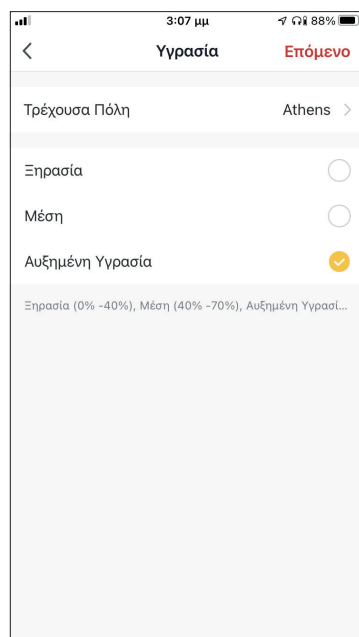 3:07 μμ 88%
Υγρασία Επόμενο
Τρέχουσα Πόλη Athens
Ξηρασία
Μέση
Αυξημένη Υγρασία
Ξηρασία (0% -40%), Μέση (40% -70%), Αυξημένη Υγρασί...